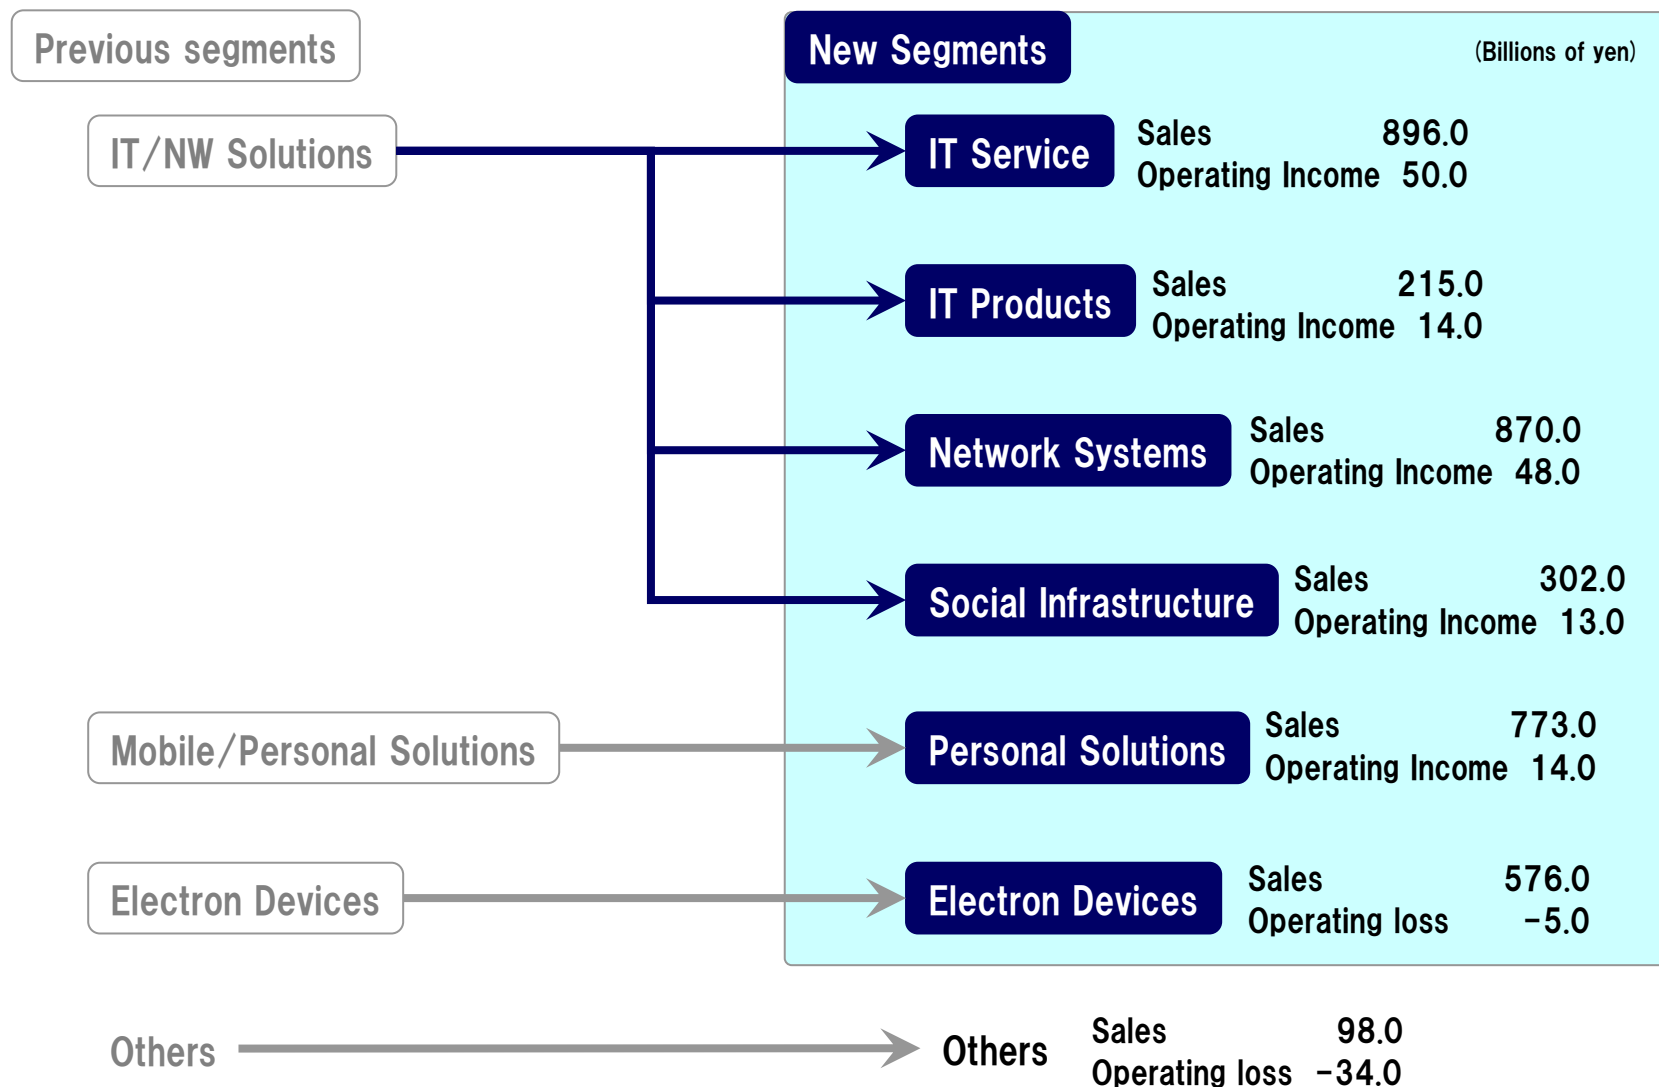 Previous segments
New Segments
(Billions of yen)
IT/NW Solutions
IT Service
Sales 896.0
Operating Income 50.0
IT Products
Sales 215.0
Operating Income 14.0
Network Systems
Sales 870.0
Operating Income 48.0
Social Infrastructure
Sales 302.0
Operating Income 13.0
Mobile/Personal Solutions
Personal Solutions
Sales 773.0
Operating Income 14.0
Electron Devices
Electron Devices
Sales 576.0
Operating loss -5.0
Others
Others
Sales 98.0
Operating loss -34.0